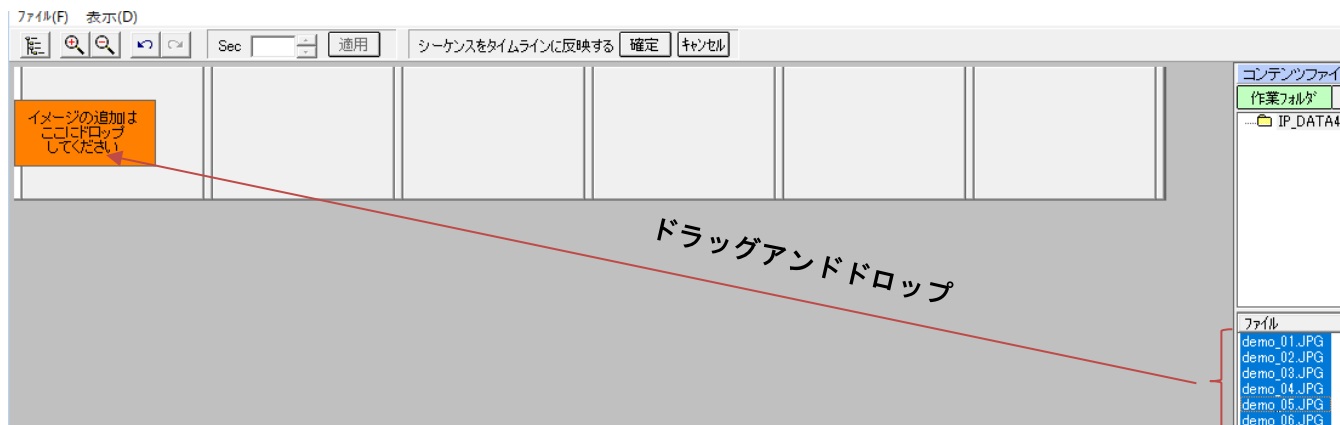 ファイル(F) 表示(D)
Sec 適用 シーケンスをタイムラインに反映する 確定 キャンセル
コンテンツファイ
作業フォルダ
IP_DATA4
イメージの追加は
ここにドロップ
してください
ドラッグアンドドロップ
ファイル
demo_01.JPG
demo_02.JPG
demo_03.JPG
demo_04.JPG
demo_05.JPG
demo_06.JPG